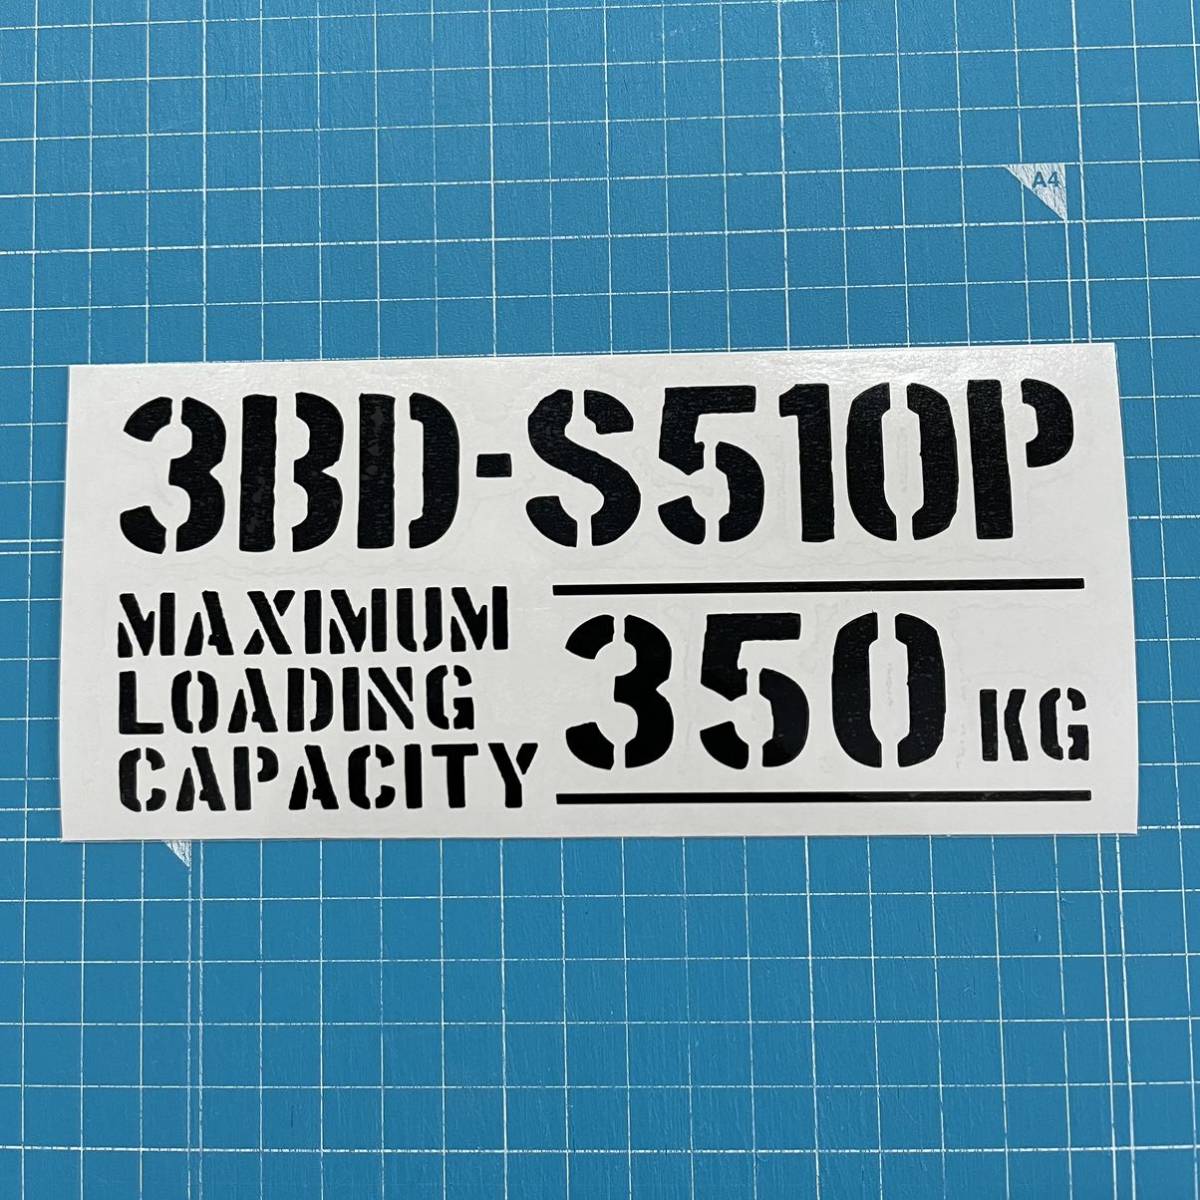 A4
3BD-S510P
MAXIMUM
LOADING
CAPACITY
350 KG